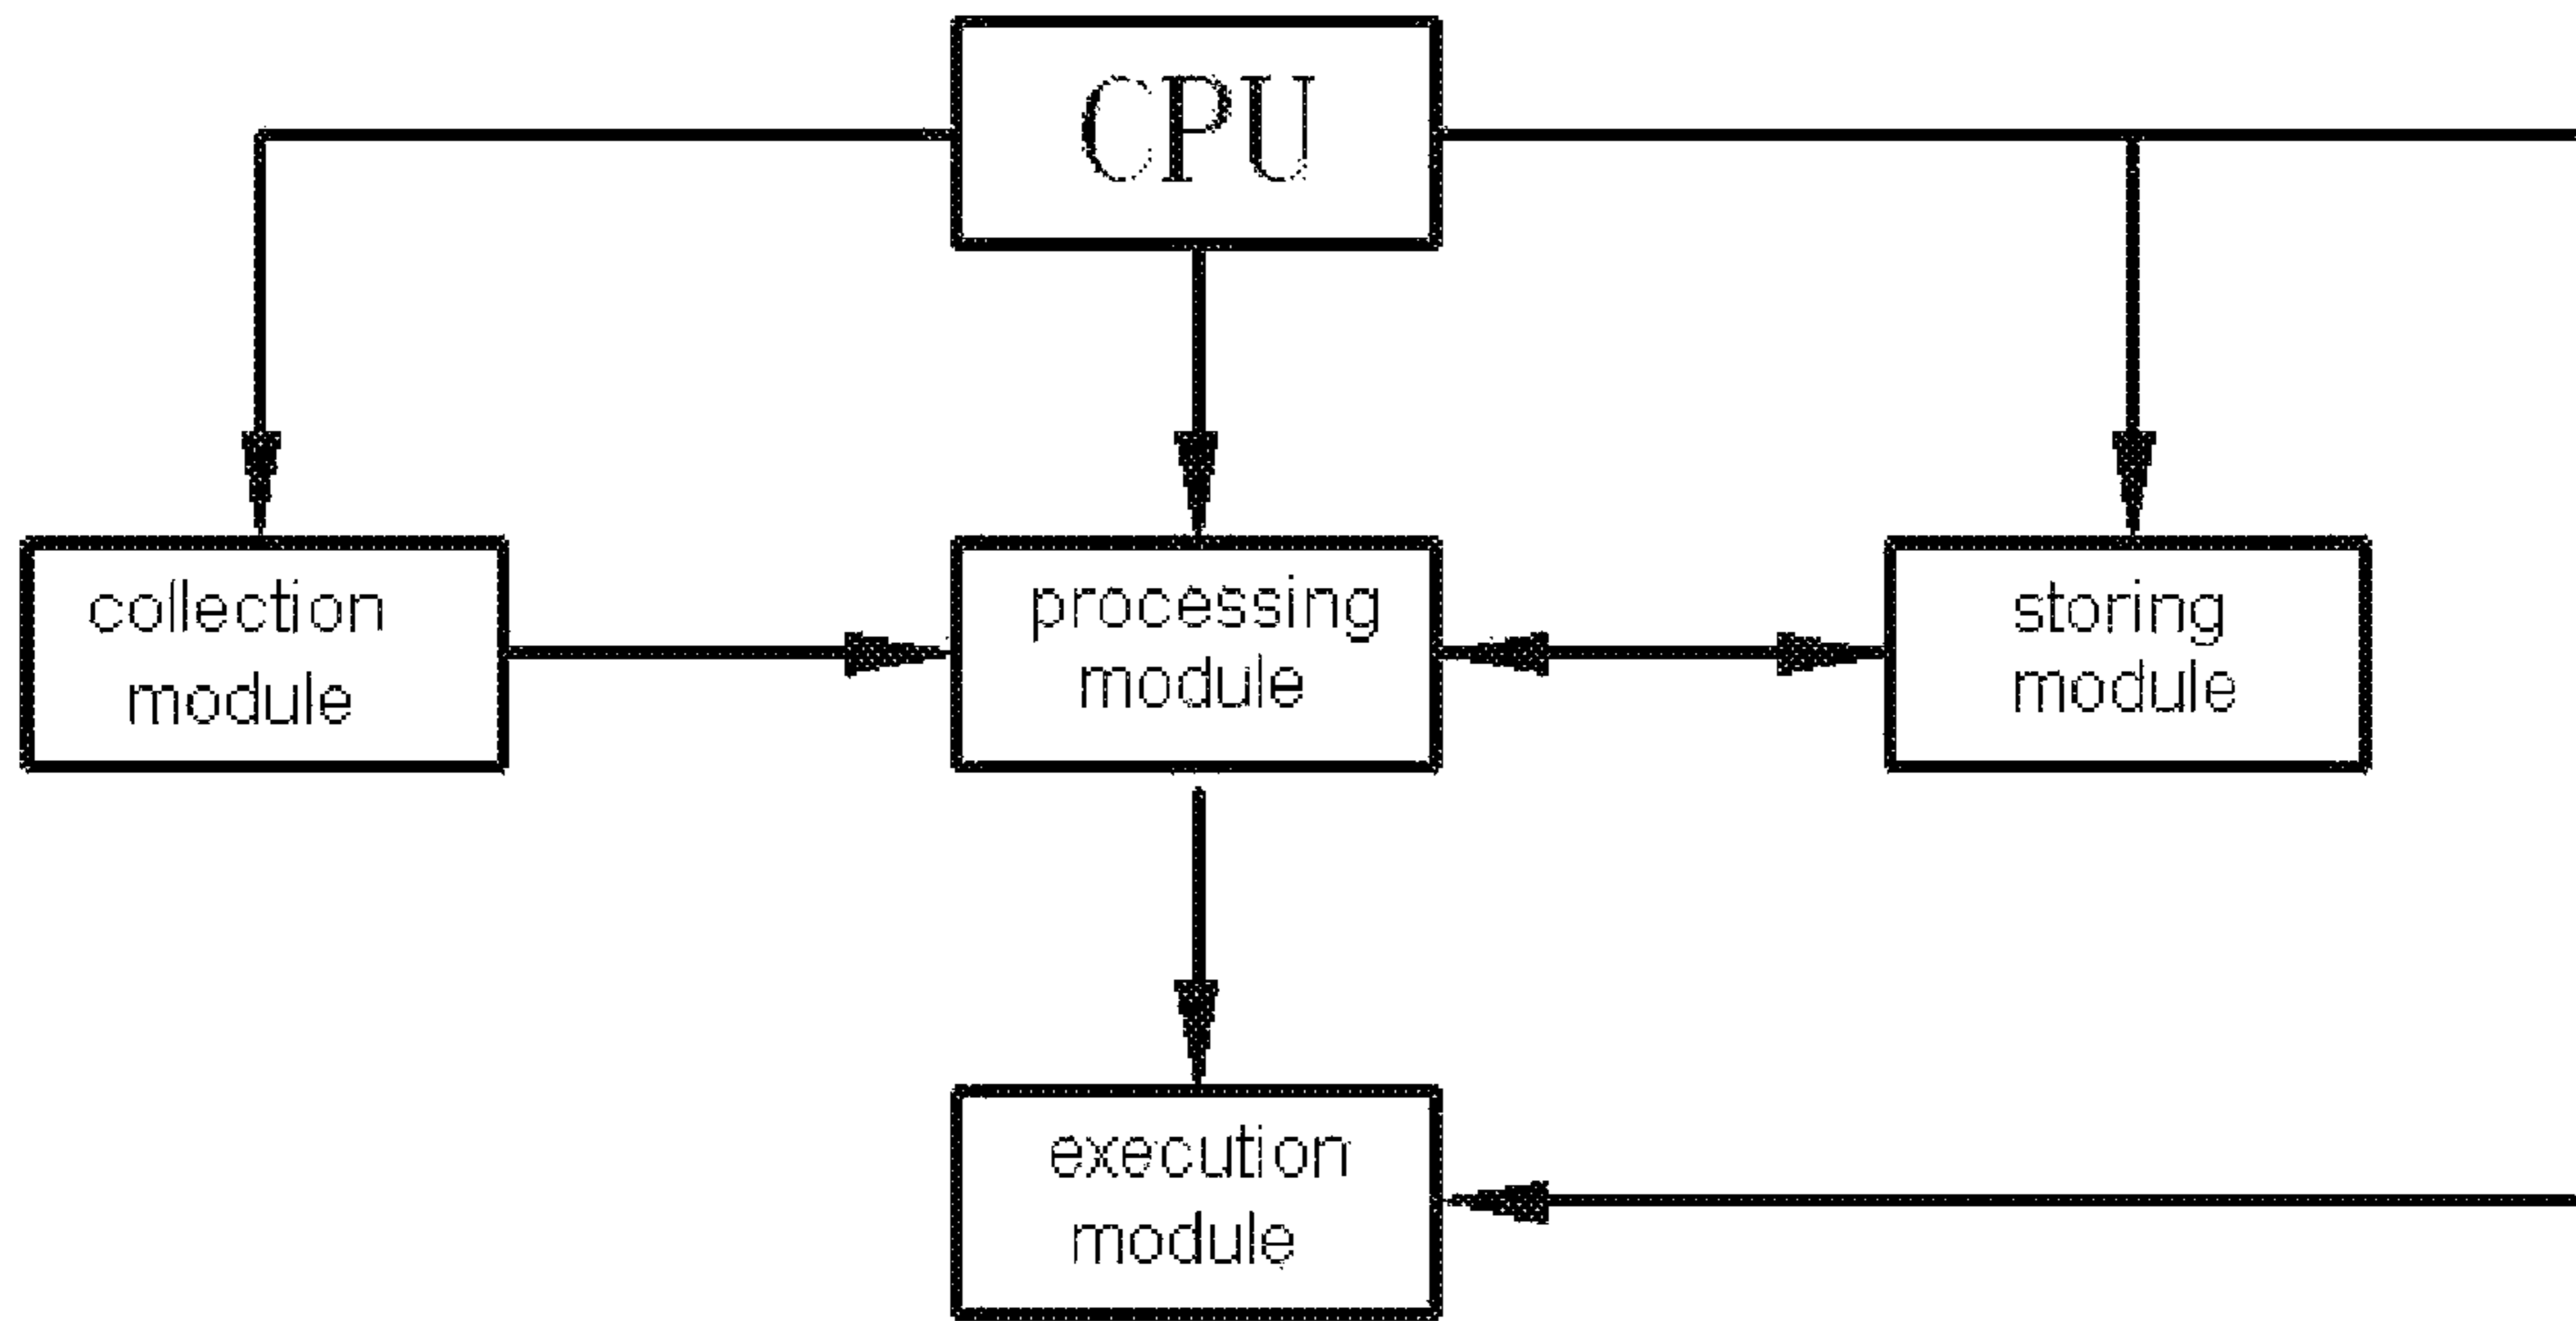 CPU
collection
module
processing
module
storing
module
execution
module